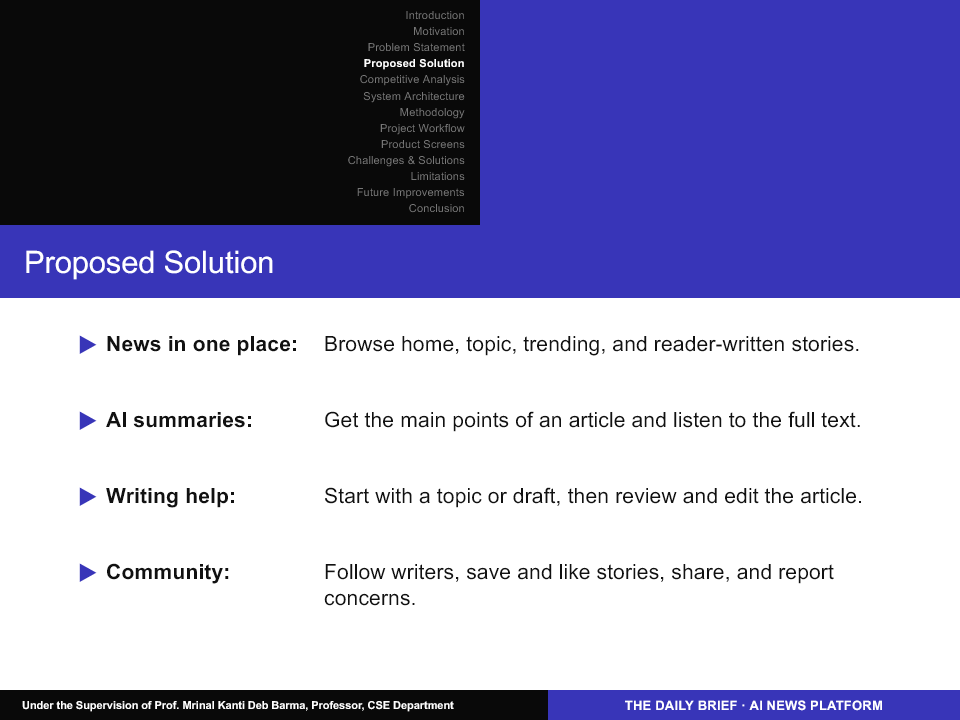 Introduction
Motivation
Problem Statement
Proposed Solution
Competitive Analysis
System Architecture
Methodology
Project Workflow
Product Screens
Challenges & Solutions
Limitations
Future Improvements
Conclusion
Proposed Solution
News in one place: Browse home, topic, trending, and reader-written stories.
AI summaries: Get the main points of an article and listen to the full text.
Writing help: Start with a topic or draft, then review and edit the article.
Community: Follow writers, save and like stories, share, and report
concerns.
Under the Supervision of Prof. Mrinal Kanti Deb Barma, Professor, CSE Department
THE DAILY BRIEF · AI NEWS PLATFORM